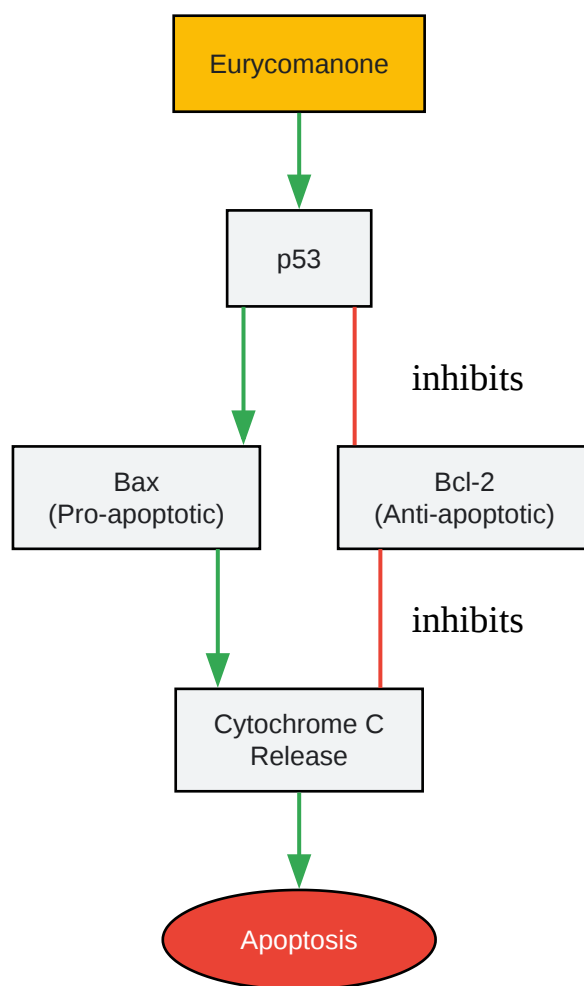 Eurycomanone
p53
inhibits
Bax
(Pro-apoptotic)
Bcl-2
(Anti-apoptotic)
inhibits
Cytochrome C
Release
Apoptosis